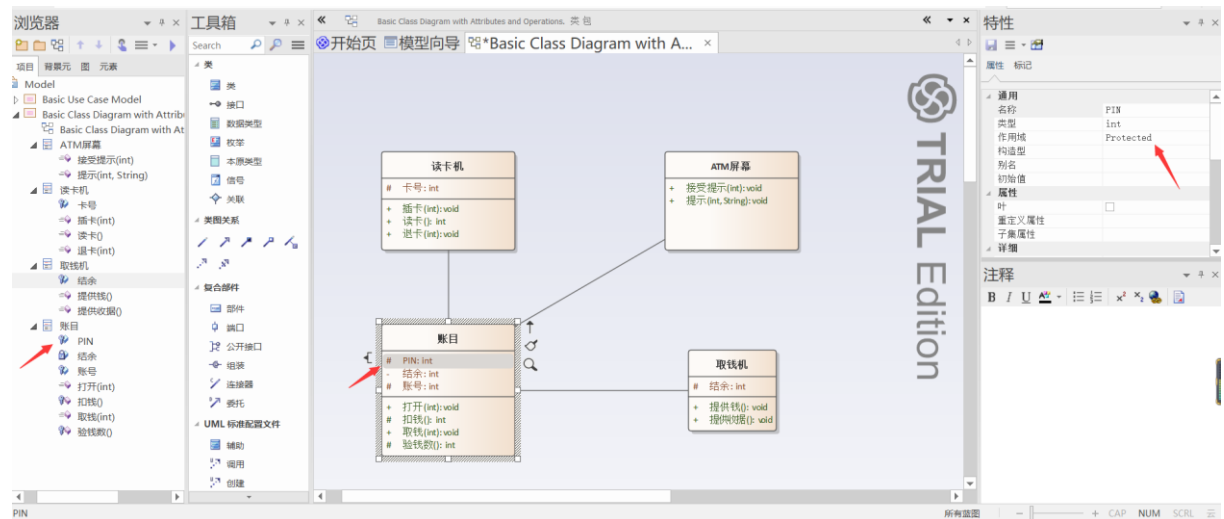 浏览器
项目 背景元 图 元素
Model
Basic Use Case Model
Basic Class Diagram with Attrib
Basic Class Diagram with At
ATM屏幕
接受提示(int)
提示(int, String)
读卡机
卡号
插卡(int)
读卡()
退卡(int)
取钱机
结余
提供钱()
提供收据()
账目
PIN
结余
账号
打开(int)
扣钱()
取钱(int)
验钱数()
工具箱
Search
类
类
接口
数据类型
枚举
本原类型
信号
关联
类图关系
复合部件
部件
端口
公开接口
组装
连接器
委托
UML 标准配置文件
辅助
调用
创建
Basic Class Diagram with Attributes and Operations. 类 包
开始页 模型向导 *Basic Class Diagram with A... ×
读卡机
# 卡号: int
+ 插卡(int): void
+ 读卡(): int
+ 退卡(int): void
ATM屏幕
+ 接受提示(int): void
+ 提示(int, String): void
账目
# PIN: int
- 结余: int
# 账号: int
+ 打开(int): void
# 扣钱(): int
+ 取钱(int): void
# 验钱数(): int
取钱机
# 结余: int
+ 提供钱(): void
+ 提供收据(): void
TRIAL Edition
特性
属性 标记
通用
名称 PIN
类型 int
作用域 Protected
构造型
别名
初始值
属性
叶
重定义属性
子集属性
详细
注释
B I U A x² x₂
PIN
所有蓝图
CAP NUM SCRL